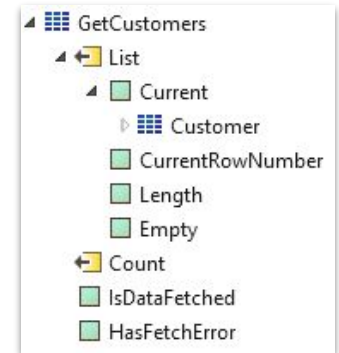 GetCustomers
List
Current
Customer
CurrentRowNumber
Length
Empty
Count
IsDataFetched
HasFetchError